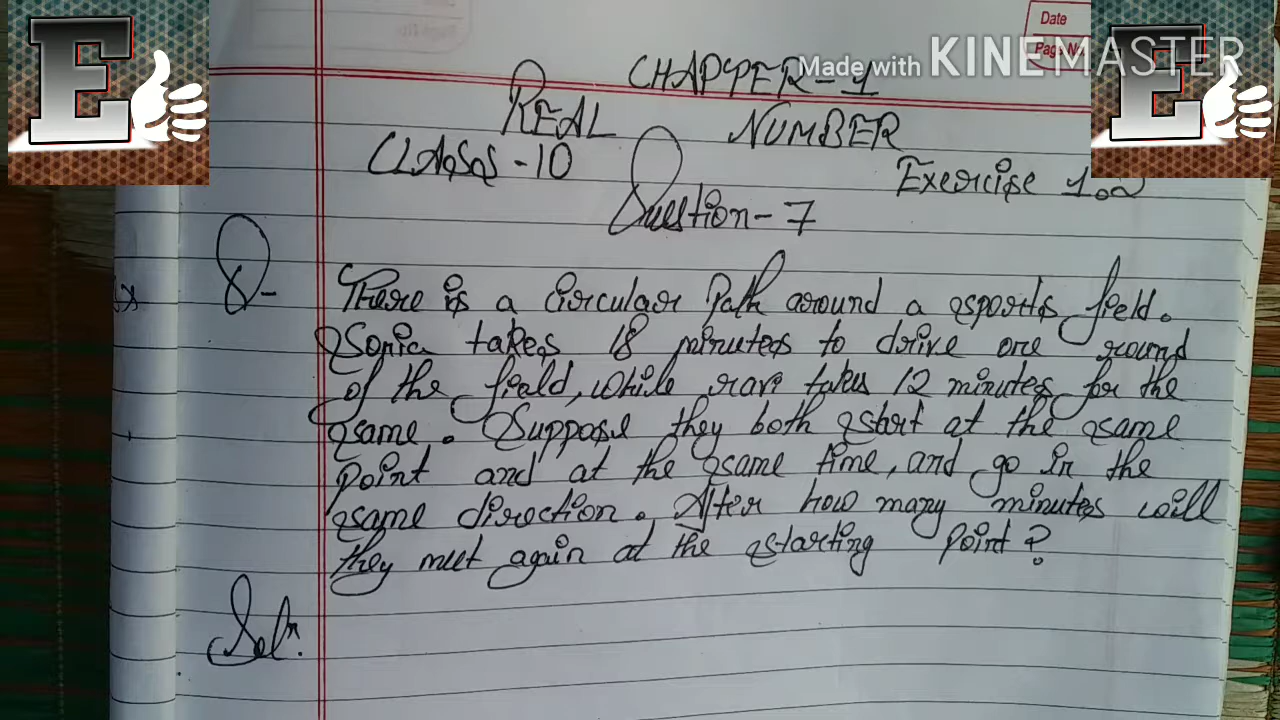 E
E
Date
Page No.
Made with KINEMASTER
CHAPTER-1
REAL NUMBER
CLASS-10
Exercise 1.2
Question-7
Q- There is a circular Path around a sports field.
Sonia takes 18 minutes to drive one round
of the field, while ravi takes 12 minutes for the
same. Suppose they both start at the same
point and at the same time, and go in the
same direction. After how many minutes will
they meet again at the starting point?
Solⁿ.